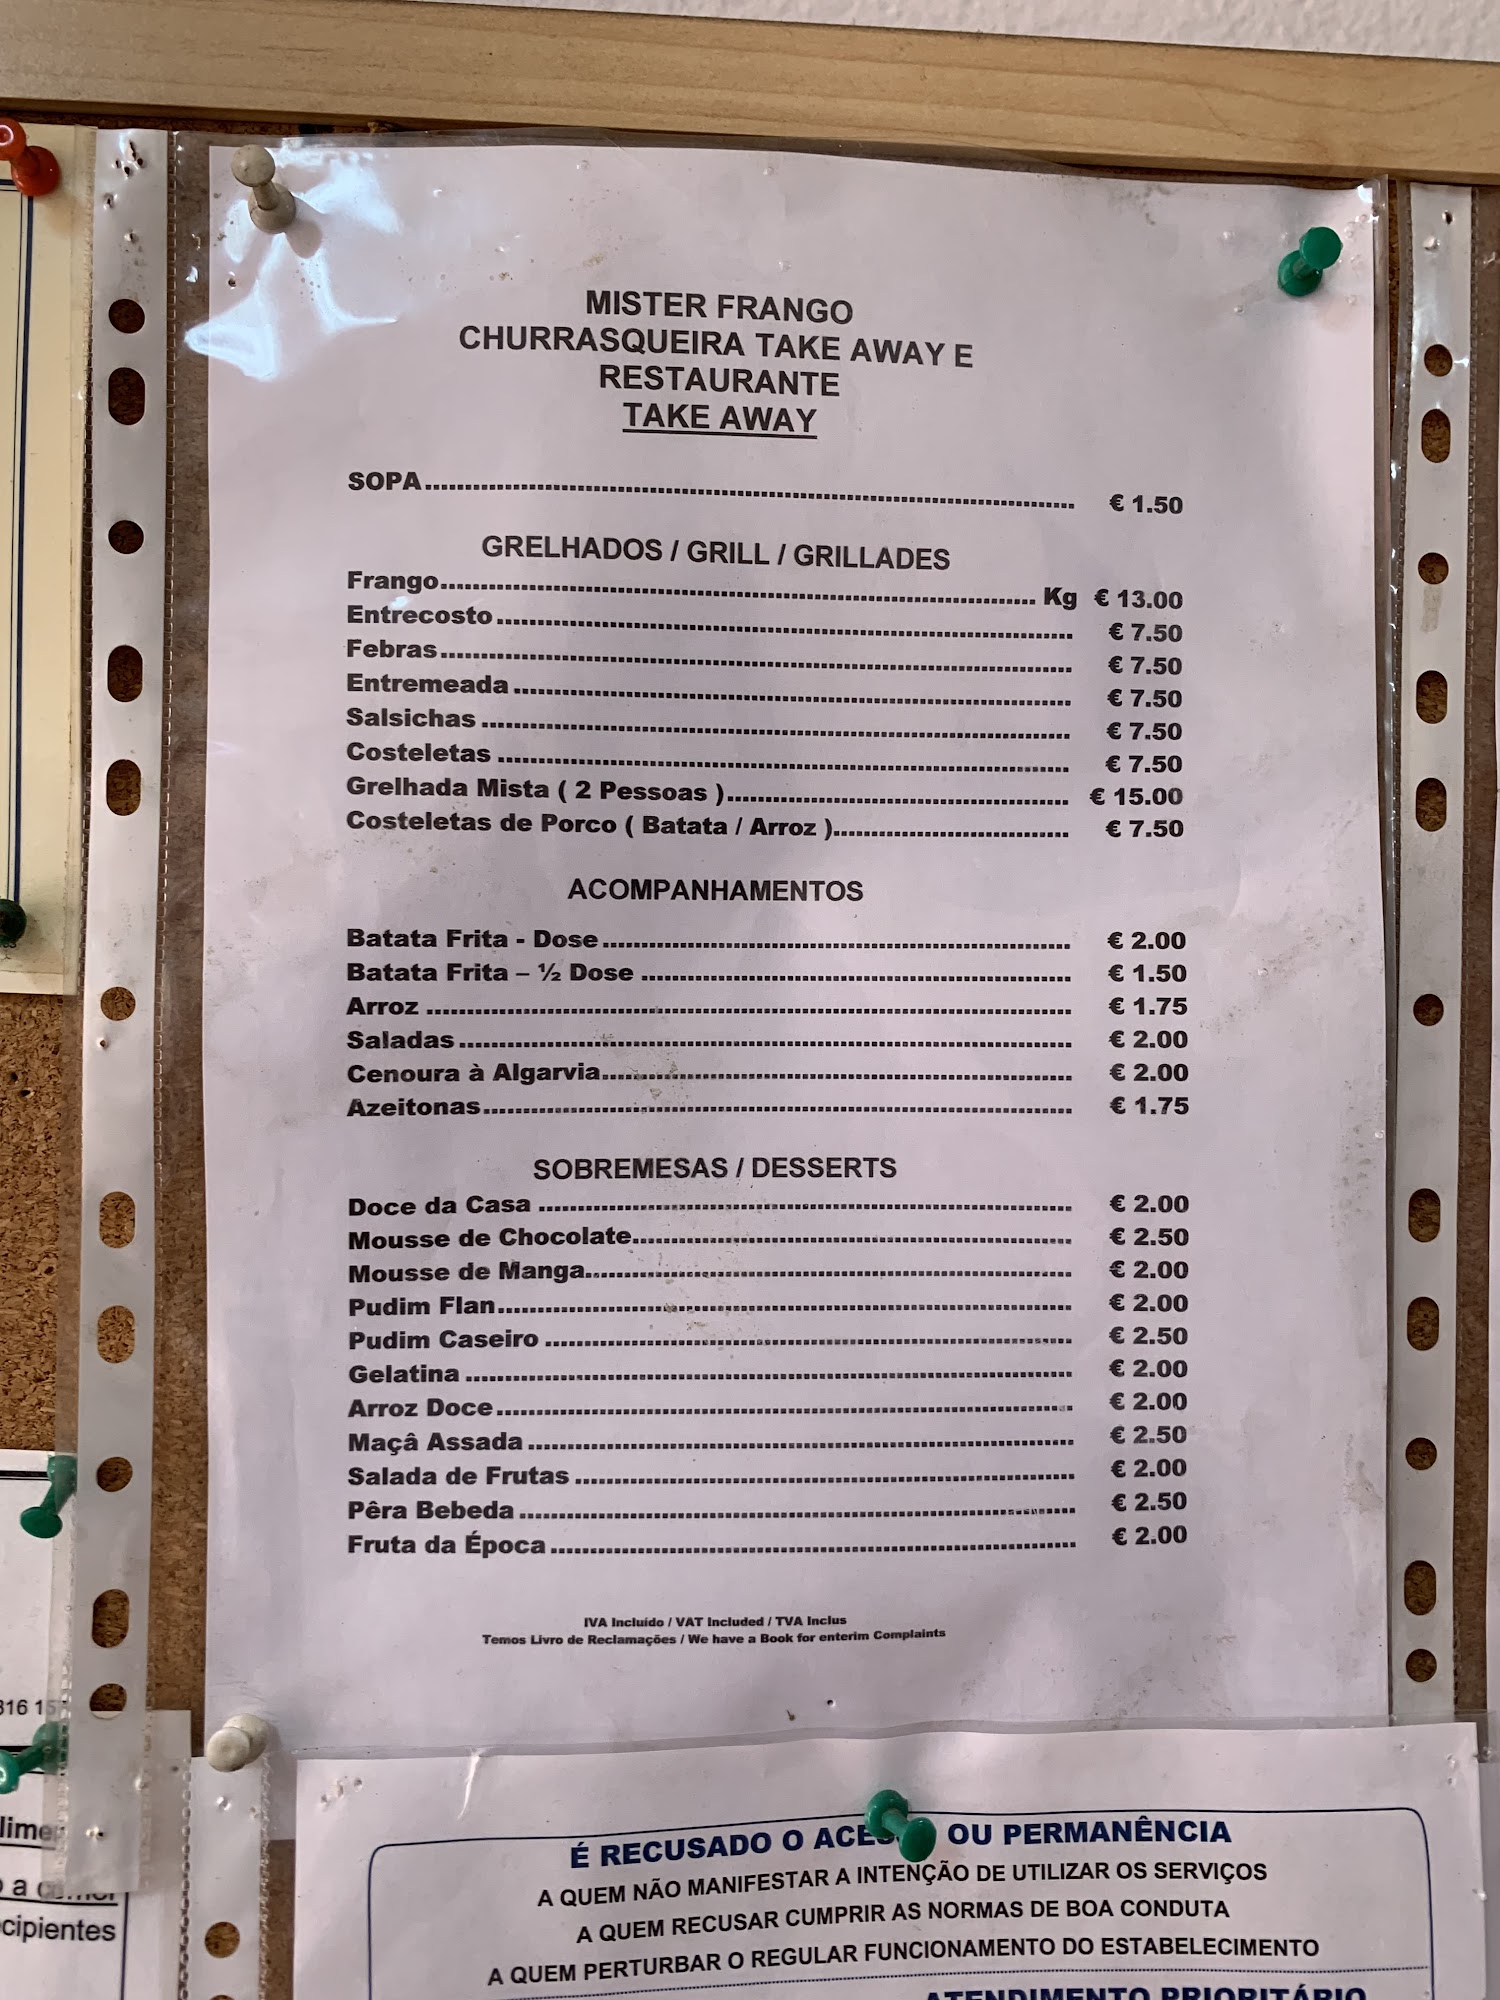 MISTER FRANGO
CHURRASQUEIRA TAKE AWAY E
RESTAURANTE
TAKE AWAY
SOPA € 1.50
GRELHADOS / GRILL / GRILLADES
Frango Kg € 13.00
Entrecosto € 7.50
Febras € 7.50
Entremeada € 7.50
Salsichas € 7.50
Costeletas € 7.50
Grelhada Mista ( 2 Pessoas ) € 15.00
Costeletas de Porco ( Batata / Arroz ) € 7.50
ACOMPANHAMENTOS
Batata Frita - Dose € 2.00
Batata Frita – ½ Dose € 1.50
Arroz € 1.75
Saladas € 2.00
Cenoura à Algarvia € 2.00
Azeitonas € 1.75
SOBREMESAS / DESSERTS
Doce da Casa € 2.00
Mousse de Chocolate € 2.50
Mousse de Manga € 2.00
Pudim Flan € 2.00
Pudim Caseiro € 2.50
Gelatina € 2.00
Arroz Doce € 2.00
Maçâ Assada € 2.50
Salada de Frutas € 2.00
Pêra Bebeda € 2.50
Fruta da Época € 2.00
IVA Incluído / VAT Included / TVA Inclus
Temos Livro de Reclamações / We have a Book for enterim Complaints
É RECUSADO O OU PERMANÊNCIA
A QUEM NÃO MANIFESTAR A INTENÇÃO DE UTILIZAR OS SERVIÇOS
A QUEM RECUSAR CUMPRIR AS NORMAS DE BOA CONDUTA
A QUEM PERTURBAR O REGULAR FUNCIONAMENTO DO ESTABELECIMENTO
ATENDIMENTO PRIORITÁRIO